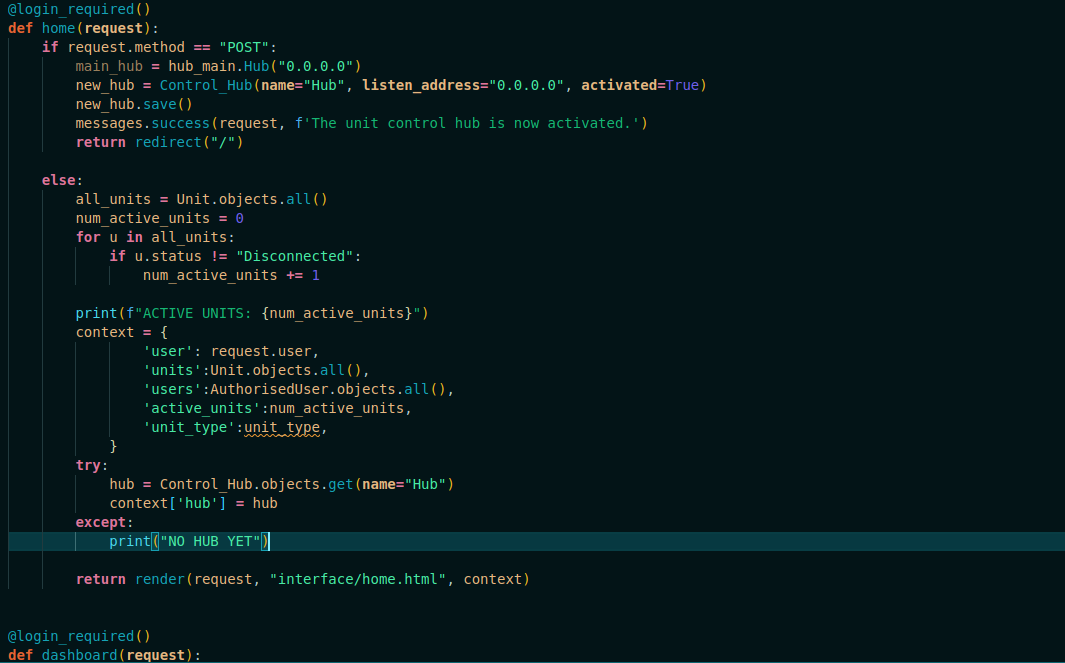 @login_required()
def home(request):
    if request.method == "POST":
        main_hub = hub_main.Hub("0.0.0.0")
        new_hub = Control_Hub(name="Hub", listen_address="0.0.0.0", activated=True)
        new_hub.save()
        messages.success(request, f'The unit control hub is now activated.')
        return redirect("/")

    else:
        all_units = Unit.objects.all()
        num_active_units = 0
        for u in all_units:
            if u.status != "Disconnected":
                num_active_units += 1

        print(f"ACTIVE UNITS: {num_active_units}")
        context = {
                'user': request.user,
                'units':Unit.objects.all(),
                'users':AuthorisedUser.objects.all(),
                'active_units':num_active_units,
                'unit_type':unit_type,
            }
        try:
            hub = Control_Hub.objects.get(name="Hub")
            context['hub'] = hub
        except:
            print("NO HUB YET")

        return render(request, "interface/home.html", context)


@login_required()
def dashboard(request):